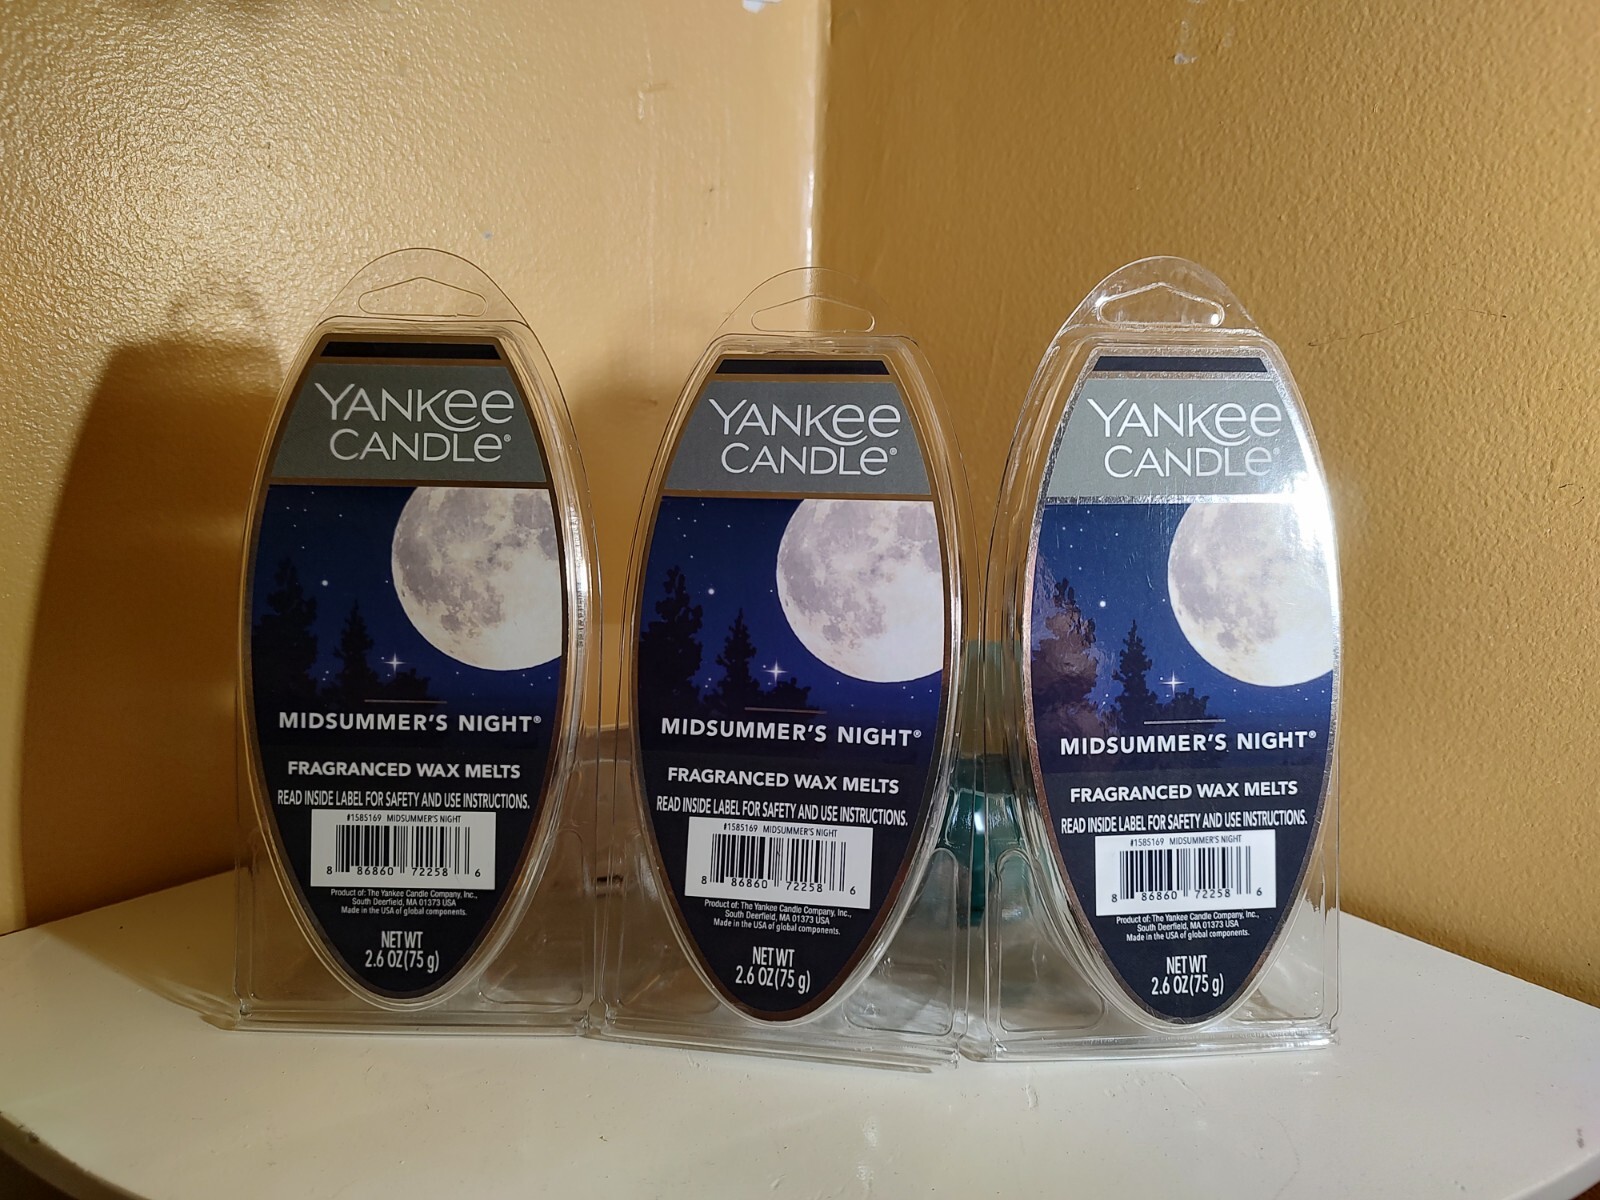 YANKEE
CANDLE®
MIDSUMMER'S NIGHT®
FRAGRANCED WAX MELTS
READ INSIDE LABEL FOR SAFETY AND USE INSTRUCTIONS.
#1585169 MIDSUMMER'S NIGHT
8 86860 72258 6
Product of: The Yankee Candle Company, Inc.,
South Deerfield, MA 01373 USA
Made in the USA of global components.
NET WT
2.6 OZ (75 g)
YANKEE
CANDLE®
MIDSUMMER'S NIGHT®
FRAGRANCED WAX MELTS
READ INSIDE LABEL FOR SAFETY AND USE INSTRUCTIONS.
#1585169 MIDSUMMER'S NIGHT
8 86860 72258 6
Product of: The Yankee Candle Company, Inc.,
South Deerfield, MA 01373 USA
Made in the USA of global components.
NET WT
2.6 OZ (75 g)
YANKEE
CANDLE®
MIDSUMMER'S NIGHT®
FRAGRANCED WAX MELTS
READ INSIDE LABEL FOR SAFETY AND USE INSTRUCTIONS.
#1585169 MIDSUMMER'S NIGHT
8 86860 72258 6
Product of: The Yankee Candle Company, Inc.,
South Deerfield, MA 01373 USA
Made in the USA of global components.
NET WT
2.6 OZ (75 g)